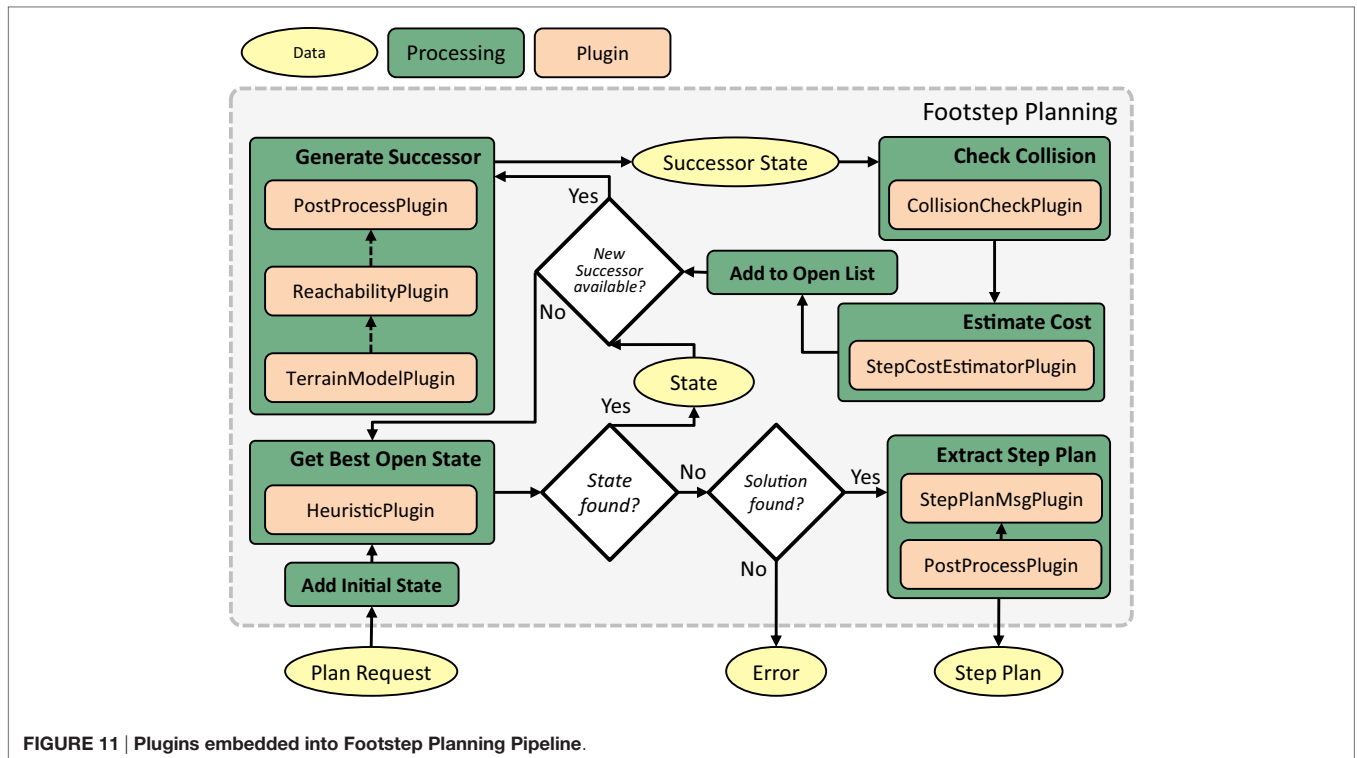 Data
Processing
Plugin
Footstep Planning
Generate Successor
PostProcessPlugin
ReachabilityPlugin
TerrainModelPlugin
Successor State
Check Collision
CollisionCheckPlugin
Yes
New
Successor
available?
No
Add to Open List
Estimate Cost
StepCostEstimatorPlugin
State
Yes
Get Best Open State
HeuristicPlugin
State
found?
No
Solution
found?
Yes
No
Extract Step Plan
StepPlanMsgPlugin
PostProcessPlugin
Add Initial State
Plan Request
Error
Step Plan
FIGURE 11 | Plugins embedded into Footstep Planning Pipeline.